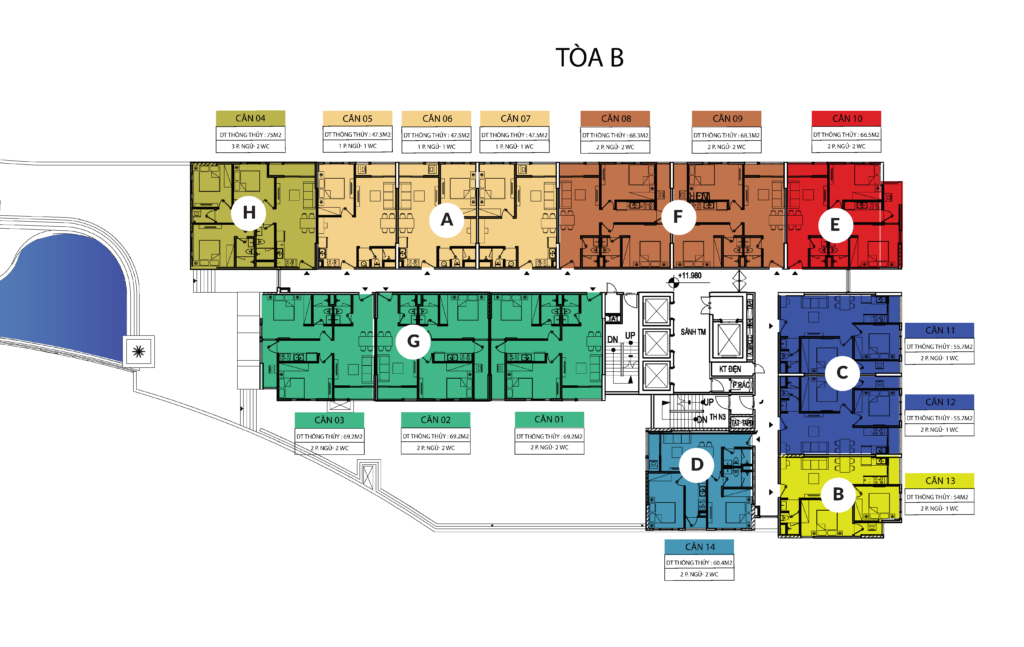 TÒA B
CĂN 04
DT THÔNG THỦY : 75M2
3 P. NGỦ- 2 WC
CĂN 05
DT THÔNG THỦY : 47.5M2
1 P. NGỦ- 1 WC
CĂN 06
DT THÔNG THỦY : 47.5M2
1 P. NGỦ- 1 WC
CĂN 07
DT THÔNG THỦY : 47.5M2
1 P. NGỦ- 1 WC
CĂN 08
DT THÔNG THỦY : 68.3M2
2 P. NGỦ- 2 WC
CĂN 09
DT THÔNG THỦY : 68.3M2
2 P. NGỦ- 2 WC
CĂN 10
DT THÔNG THỦY : 66.5M2
2 P. NGỦ- 2 WC
H
A
F
E
+11.980
G
DN
UP
SẢNH TM
KT ĐIỆN
P.RÁC
UP
DN
TH N3
C
CĂN 11
DT THÔNG THỦY : 55.7M2
2 P. NGỦ- 1 WC
CĂN 12
DT THÔNG THỦY : 55.7M2
2 P. NGỦ- 1 WC
CĂN 03
DT THÔNG THỦY : 69.2M2
2 P. NGỦ- 2 WC
CĂN 02
DT THÔNG THỦY : 69.2M2
2 P. NGỦ- 2 WC
CĂN 01
DT THÔNG THỦY : 69.2M2
2 P. NGỦ- 2 WC
D
B
CĂN 13
DT THÔNG THỦY : 54M2
2 P. NGỦ- 1 WC
CĂN 14
DT THÔNG THỦY : 60.4M2
2 P. NGỦ- 2 WC